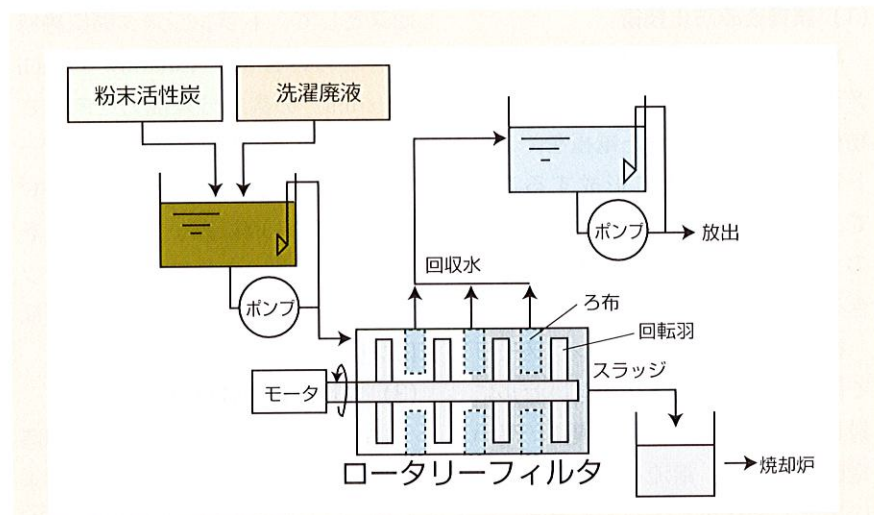 粉末活性炭
洗濯廃液
ポンプ
放出
回収水
ポンプ
ろ布
回転羽
スラッジ
モータ
ロータリーフィルタ
焼却炉